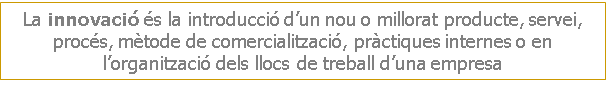 La innovació és la introducció d’un nou o millorat producte, servei,
procés, mètode de comercialització, pràctiques internes o en
l’organització dels llocs de treball d’una empresa